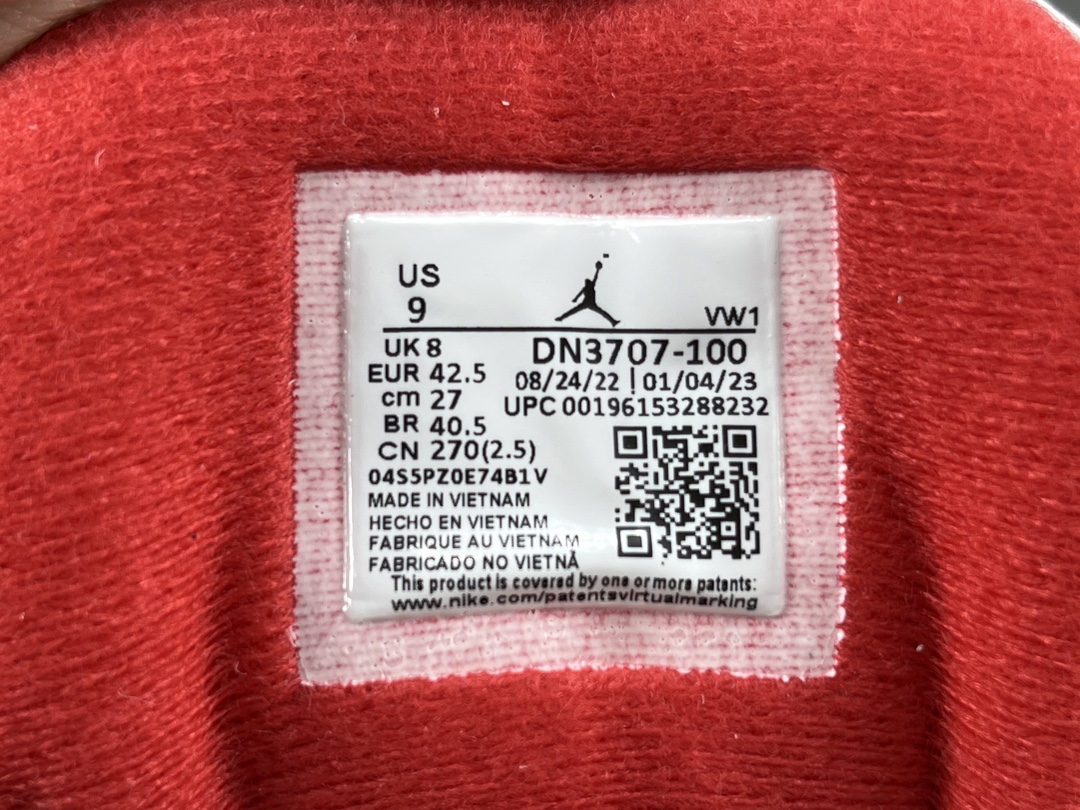 US
9
VW1
UK 8
DN3707-100
EUR 42.5
08/24/22 | 01/04/23
cm 27
UPC 00196153288232
BR 40.5
CN 270(2.5)
04S5PZ0E74B1V
MADE IN VIETNAM
HECHO EN VIETNAM
FABRIQUE AU VIETNAM
FABRICADO NO VIETNÃ
This product is covered by one or more patents:
www.nike.com/patentsvirtualmarking